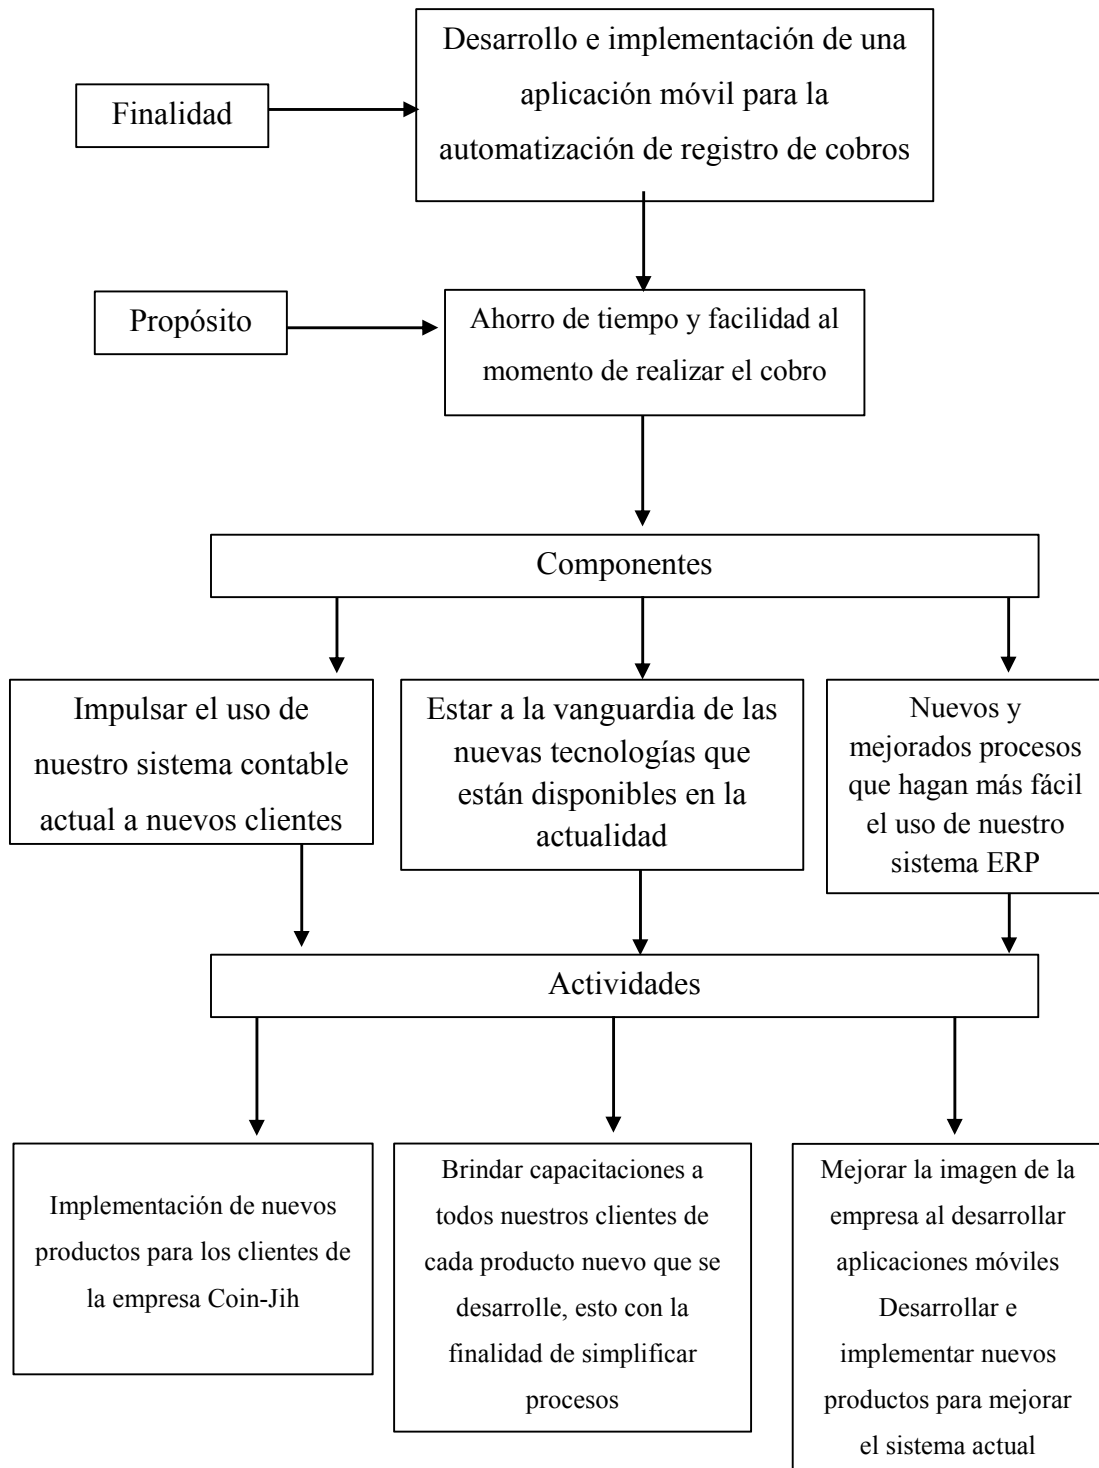 Finalidad
Desarrollo e implementación de una
aplicación móvil para la
automatización de registro de cobros
Propósito
Ahorro de tiempo y facilidad al
momento de realizar el cobro
Componentes
Impulsar el uso de
nuestro sistema contable
actual a nuevos clientes
Estar a la vanguardia de las
nuevas tecnologías que
están disponibles en la
actualidad
Nuevos y
mejorados procesos
que hagan más fácil
el uso de nuestro
sistema ERP
Actividades
Implementación de nuevos
productos para los clientes de
la empresa Coin-Jih
Brindar capacitaciones a
todos nuestros clientes de
cada producto nuevo que se
desarrolle, esto con la
finalidad de simplificar
procesos
Mejorar la imagen de la
empresa al desarrollar
aplicaciones móviles
Desarrollar e
implementar nuevos
productos para mejorar
el sistema actual